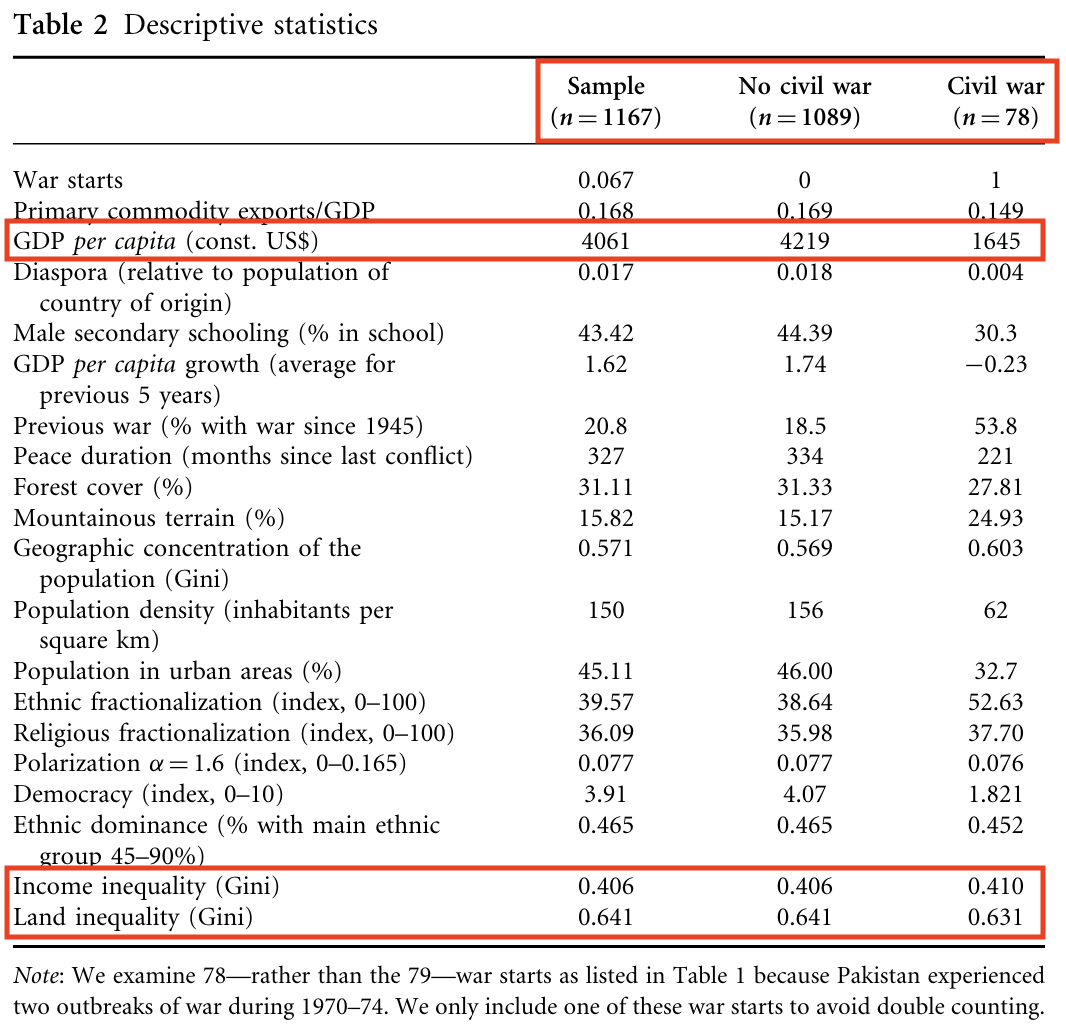 Table 2 Descriptive statistics
Sample No civil war Civil war
(n = 1167) (n = 1089) (n = 78)
War starts 0.067 0 1
Primary commodity exports/GDP 0.168 0.169 0.149
GDP per capita (const. US$) 4061 4219 1645
Diaspora (relative to population of 0.017 0.018 0.004
country of origin)
Male secondary schooling (% in school) 43.42 44.39 30.3
GDP per capita growth (average for 1.62 1.74 −0.23
previous 5 years)
Previous war (% with war since 1945) 20.8 18.5 53.8
Peace duration (months since last conflict) 327 334 221
Forest cover (%) 31.11 31.33 27.81
Mountainous terrain (%) 15.82 15.17 24.93
Geographic concentration of the 0.571 0.569 0.603
population (Gini)
Population density (inhabitants per 150 156 62
square km)
Population in urban areas (%) 45.11 46.00 32.7
Ethnic fractionalization (index, 0–100) 39.57 38.64 52.63
Religious fractionalization (index, 0–100) 36.09 35.98 37.70
Polarization α = 1.6 (index, 0–0.165) 0.077 0.077 0.076
Democracy (index, 0–10) 3.91 4.07 1.821
Ethnic dominance (% with main ethnic 0.465 0.465 0.452
group 45–90%)
Income inequality (Gini) 0.406 0.406 0.410
Land inequality (Gini) 0.641 0.641 0.631
Note: We examine 78—rather than the 79—war starts as listed in Table 1 because Pakistan experienced
two outbreaks of war during 1970–74. We only include one of these war starts to avoid double counting.